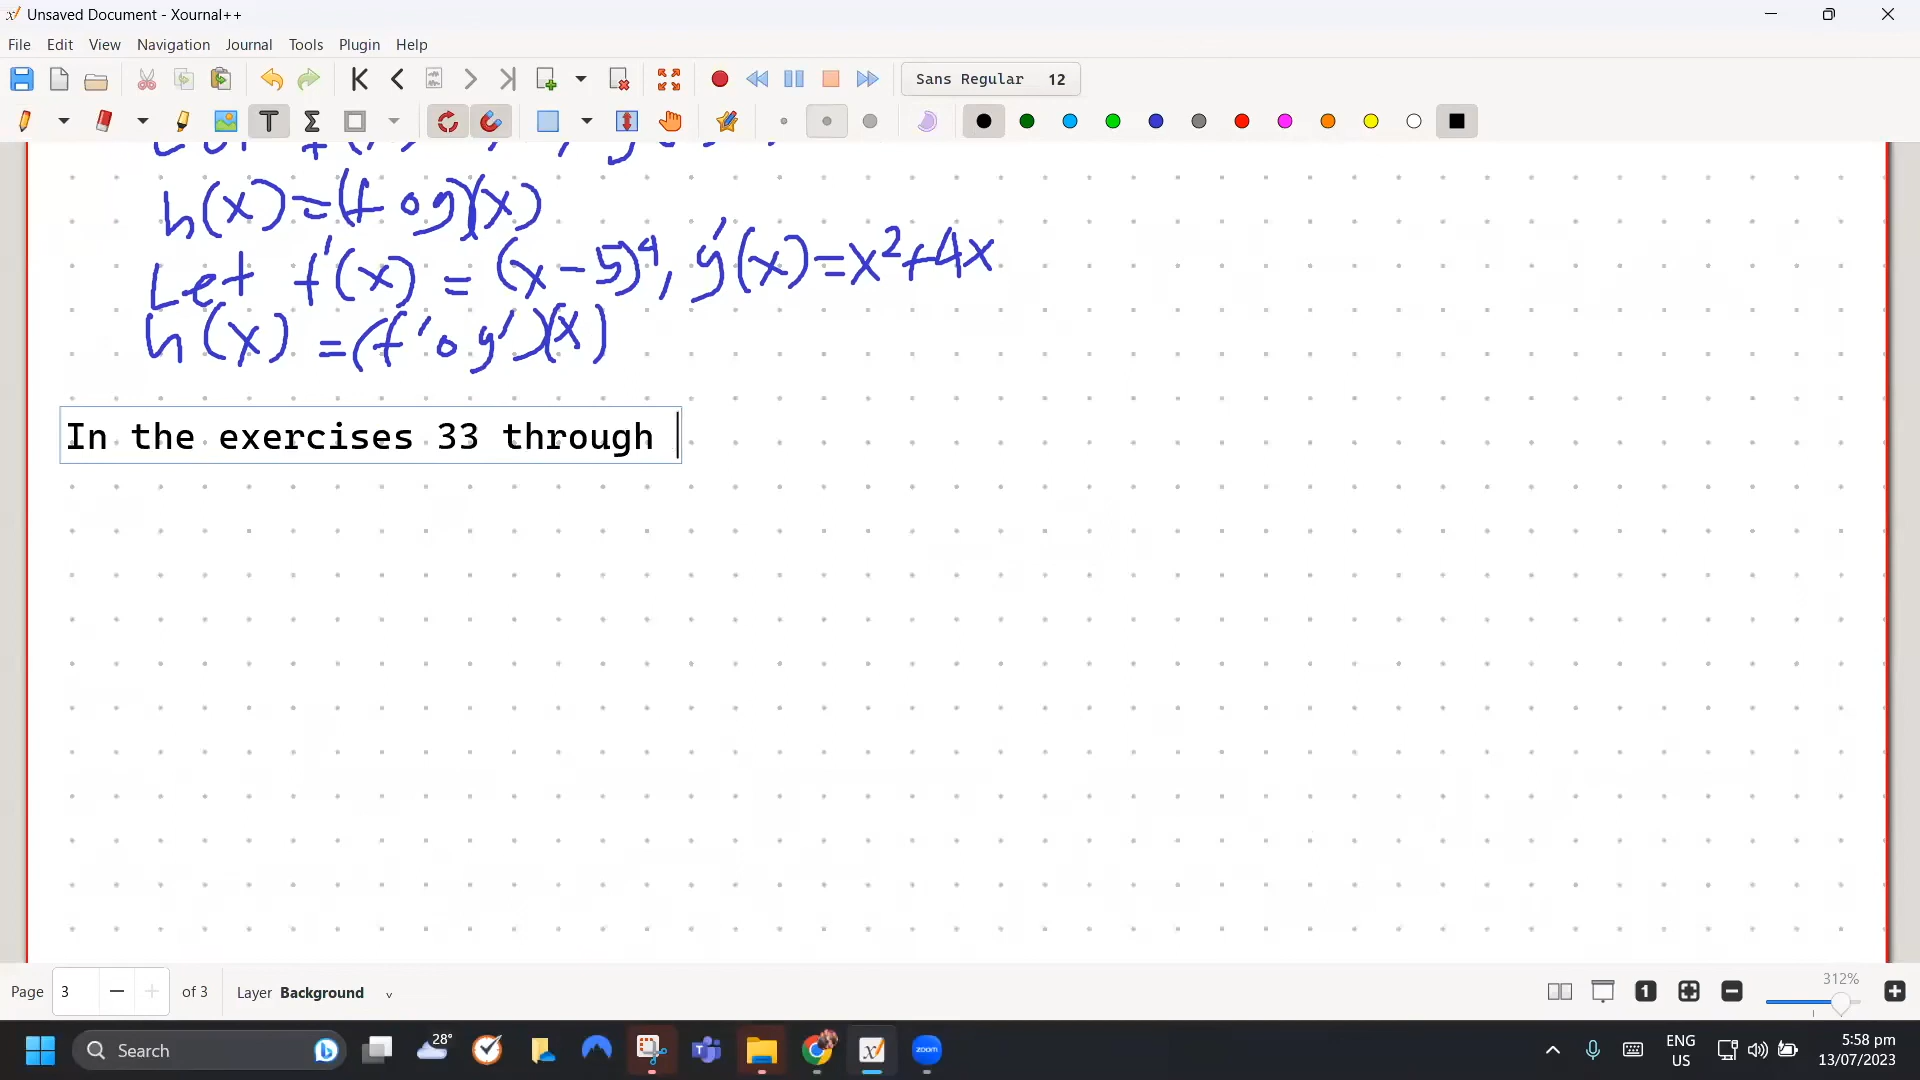 Unsaved Document - Xournal++
File Edit View Navigation Journal Tools Plugin Help
Sans Regular 12
T Σ
h(x)=(f o g)(x)
Let f'(x) = (x-5)⁴, g'(x)=x²+4x
h(x) =(f'o g')(x)
In the exercises 33 through
Page 3 of 3 Layer Background 312%
Search 28° zoom ENG 5:58 pm
US 13/07/2023